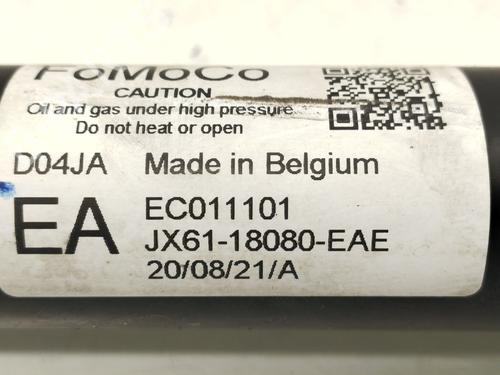 FoMoCo
CAUTION
Oil and gas under high pressure
Do not heat or open
D04JA Made in Belgium
EA EC011101
JX61-18080-EAE
20/08/21/A